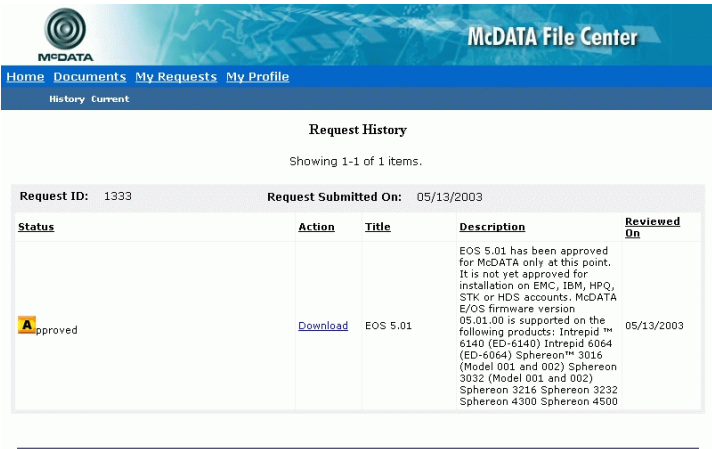 McDATA
McDATA File Center
Home Documents My Requests My Profile
History Current
Request History
Showing 1-1 of 1 items.
Request ID: 1333 Request Submitted On: 05/13/2003
Status Action Title Description Reviewed On
Approved Download EOS 5.01
EOS 5.01 has been approved
for McDATA only at this point.
It is not yet approved for
installation on EMC, IBM, HPQ,
STK or HDS accounts. McDATA
E/OS firmware version
05.01.00 is supported on the
following products: Intrepid ™
6140 (ED-6140) Intrepid 6064
(ED-6064) Sphereon™ 3016
(Model 001 and 002) Sphereon
3032 (Model 001 and 002)
Sphereon 3216 Sphereon 3232
Sphereon 4300 Sphereon 4500
05/13/2003